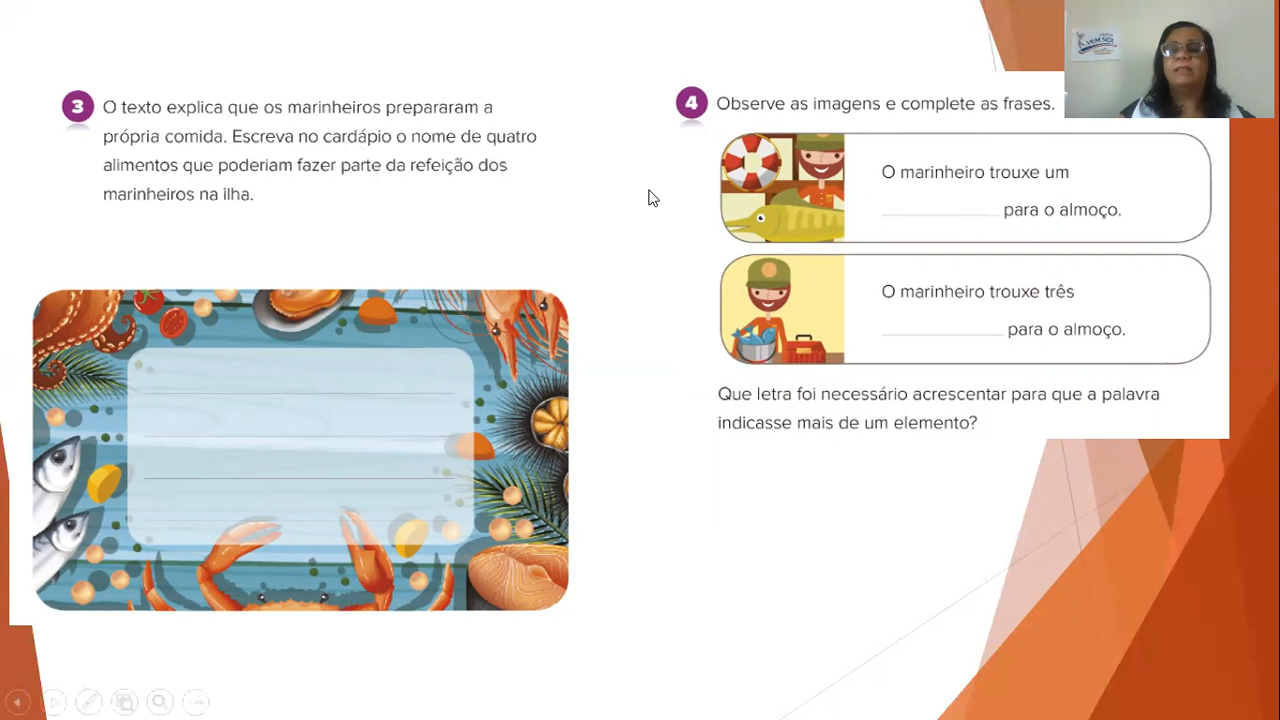 3
O texto explica que os marinheiros prepararam a
própria comida. Escreva no cardápio o nome de quatro
alimentos que poderiam fazer parte da refeição dos
marinheiros na ilha.
4
Observe as imagens e complete as frases.
O marinheiro trouxe um
____________ para o almoço.
O marinheiro trouxe três
____________ para o almoço.
Que letra foi necessário acrescentar para que a palavra
indicasse mais de um elemento?